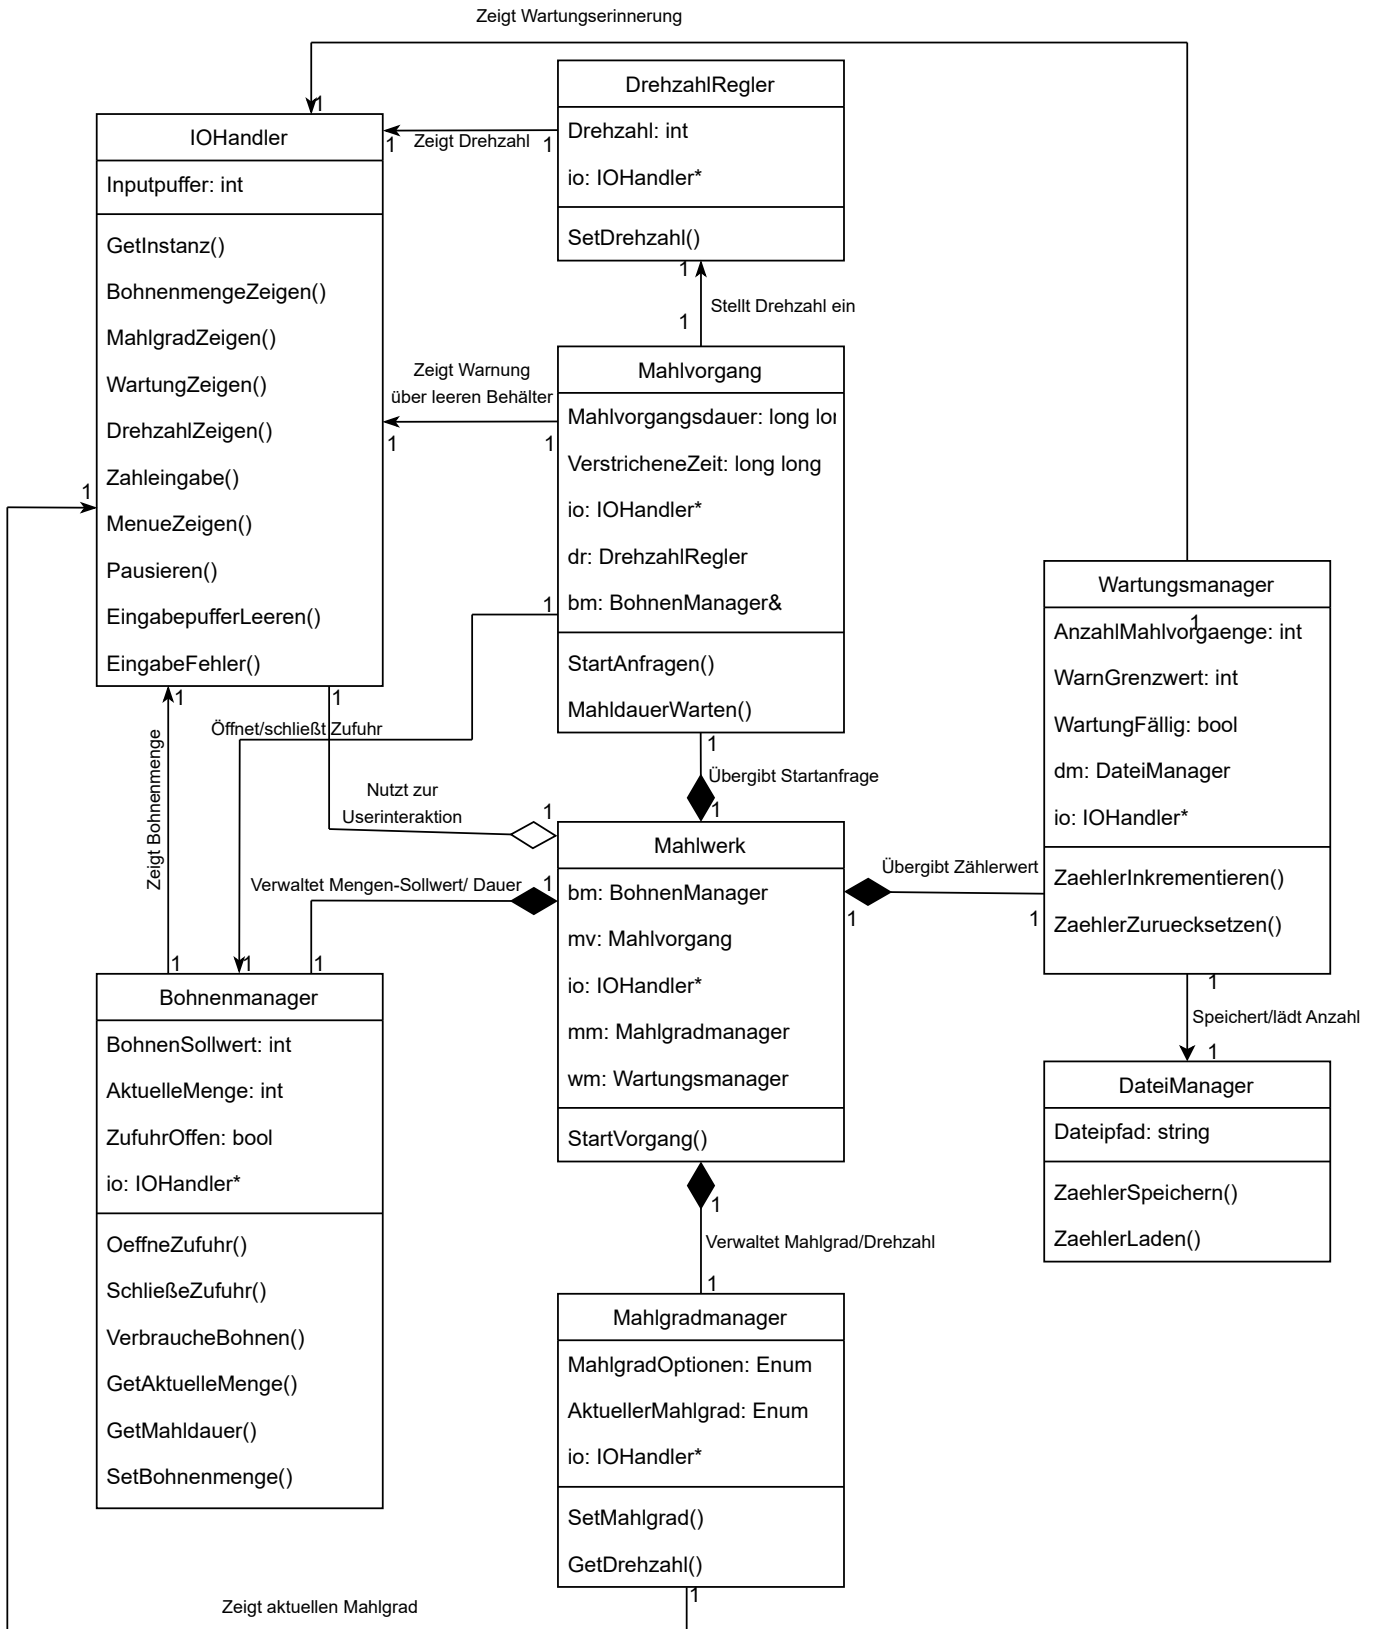 Zeigt Wartungserinnerung
1
DrehzahlRegler
Drehzahl: int
io: IOHandler*
SetDrehzahl()
1
Zeigt Drehzahl
1
IOHandler
Inputpuffer: int
GetInstanz()
BohnenmengeZeigen()
MahlgradZeigen()
WartungZeigen()
DrehzahlZeigen()
Zahleingabe()
MenueZeigen()
Pausieren()
EingabepufferLeeren()
EingabeFehler()
1
Stellt Drehzahl ein
1
Zeigt Warnung
über leeren Behälter
1
1
Mahlvorgang
Mahlvorgangsdauer: long lon
VerstricheneZeit: long long
io: IOHandler*
dr: DrehzahlRegler
bm: BohnenManager&
StartAnfragen()
MahldauerWarten()
1
1
Wartungsmanager
1
AnzahlMahlvorgaenge: int
WarnGrenzwert: int
WartungFällig: bool
dm: DateiManager
io: IOHandler*
ZaehlerInkrementieren()
ZaehlerZuruecksetzen()
1
1
Öffnet/schließt Zufuhr
Zeigt Bohnenmenge
1
Übergibt Startanfrage
1
Nutzt zur
Userinteraktion
1
Verwaltet Mengen-Sollwert/ Dauer
1
Mahlwerk
bm: BohnenManager
mv: Mahlvorgang
io: IOHandler*
mm: Mahlgradmanager
wm: Wartungsmanager
StartVorgang()
Übergibt Zählerwert
1
1
1
1
1
Bohnenmanager
BohnenSollwert: int
AktuelleMenge: int
ZufuhrOffen: bool
io: IOHandler*
OeffneZufuhr()
SchließeZufuhr()
VerbraucheBohnen()
GetAktuelleMenge()
GetMahldauer()
SetBohnenmenge()
1
Speichert/lädt Anzahl
1
DateiManager
Dateipfad: string
ZaehlerSpeichern()
ZaehlerLaden()
1
Verwaltet Mahlgrad/Drehzahl
1
Mahlgradmanager
MahlgradOptionen: Enum
AktuellerMahlgrad: Enum
io: IOHandler*
SetMahlgrad()
GetDrehzahl()
1
Zeigt aktuellen Mahlgrad